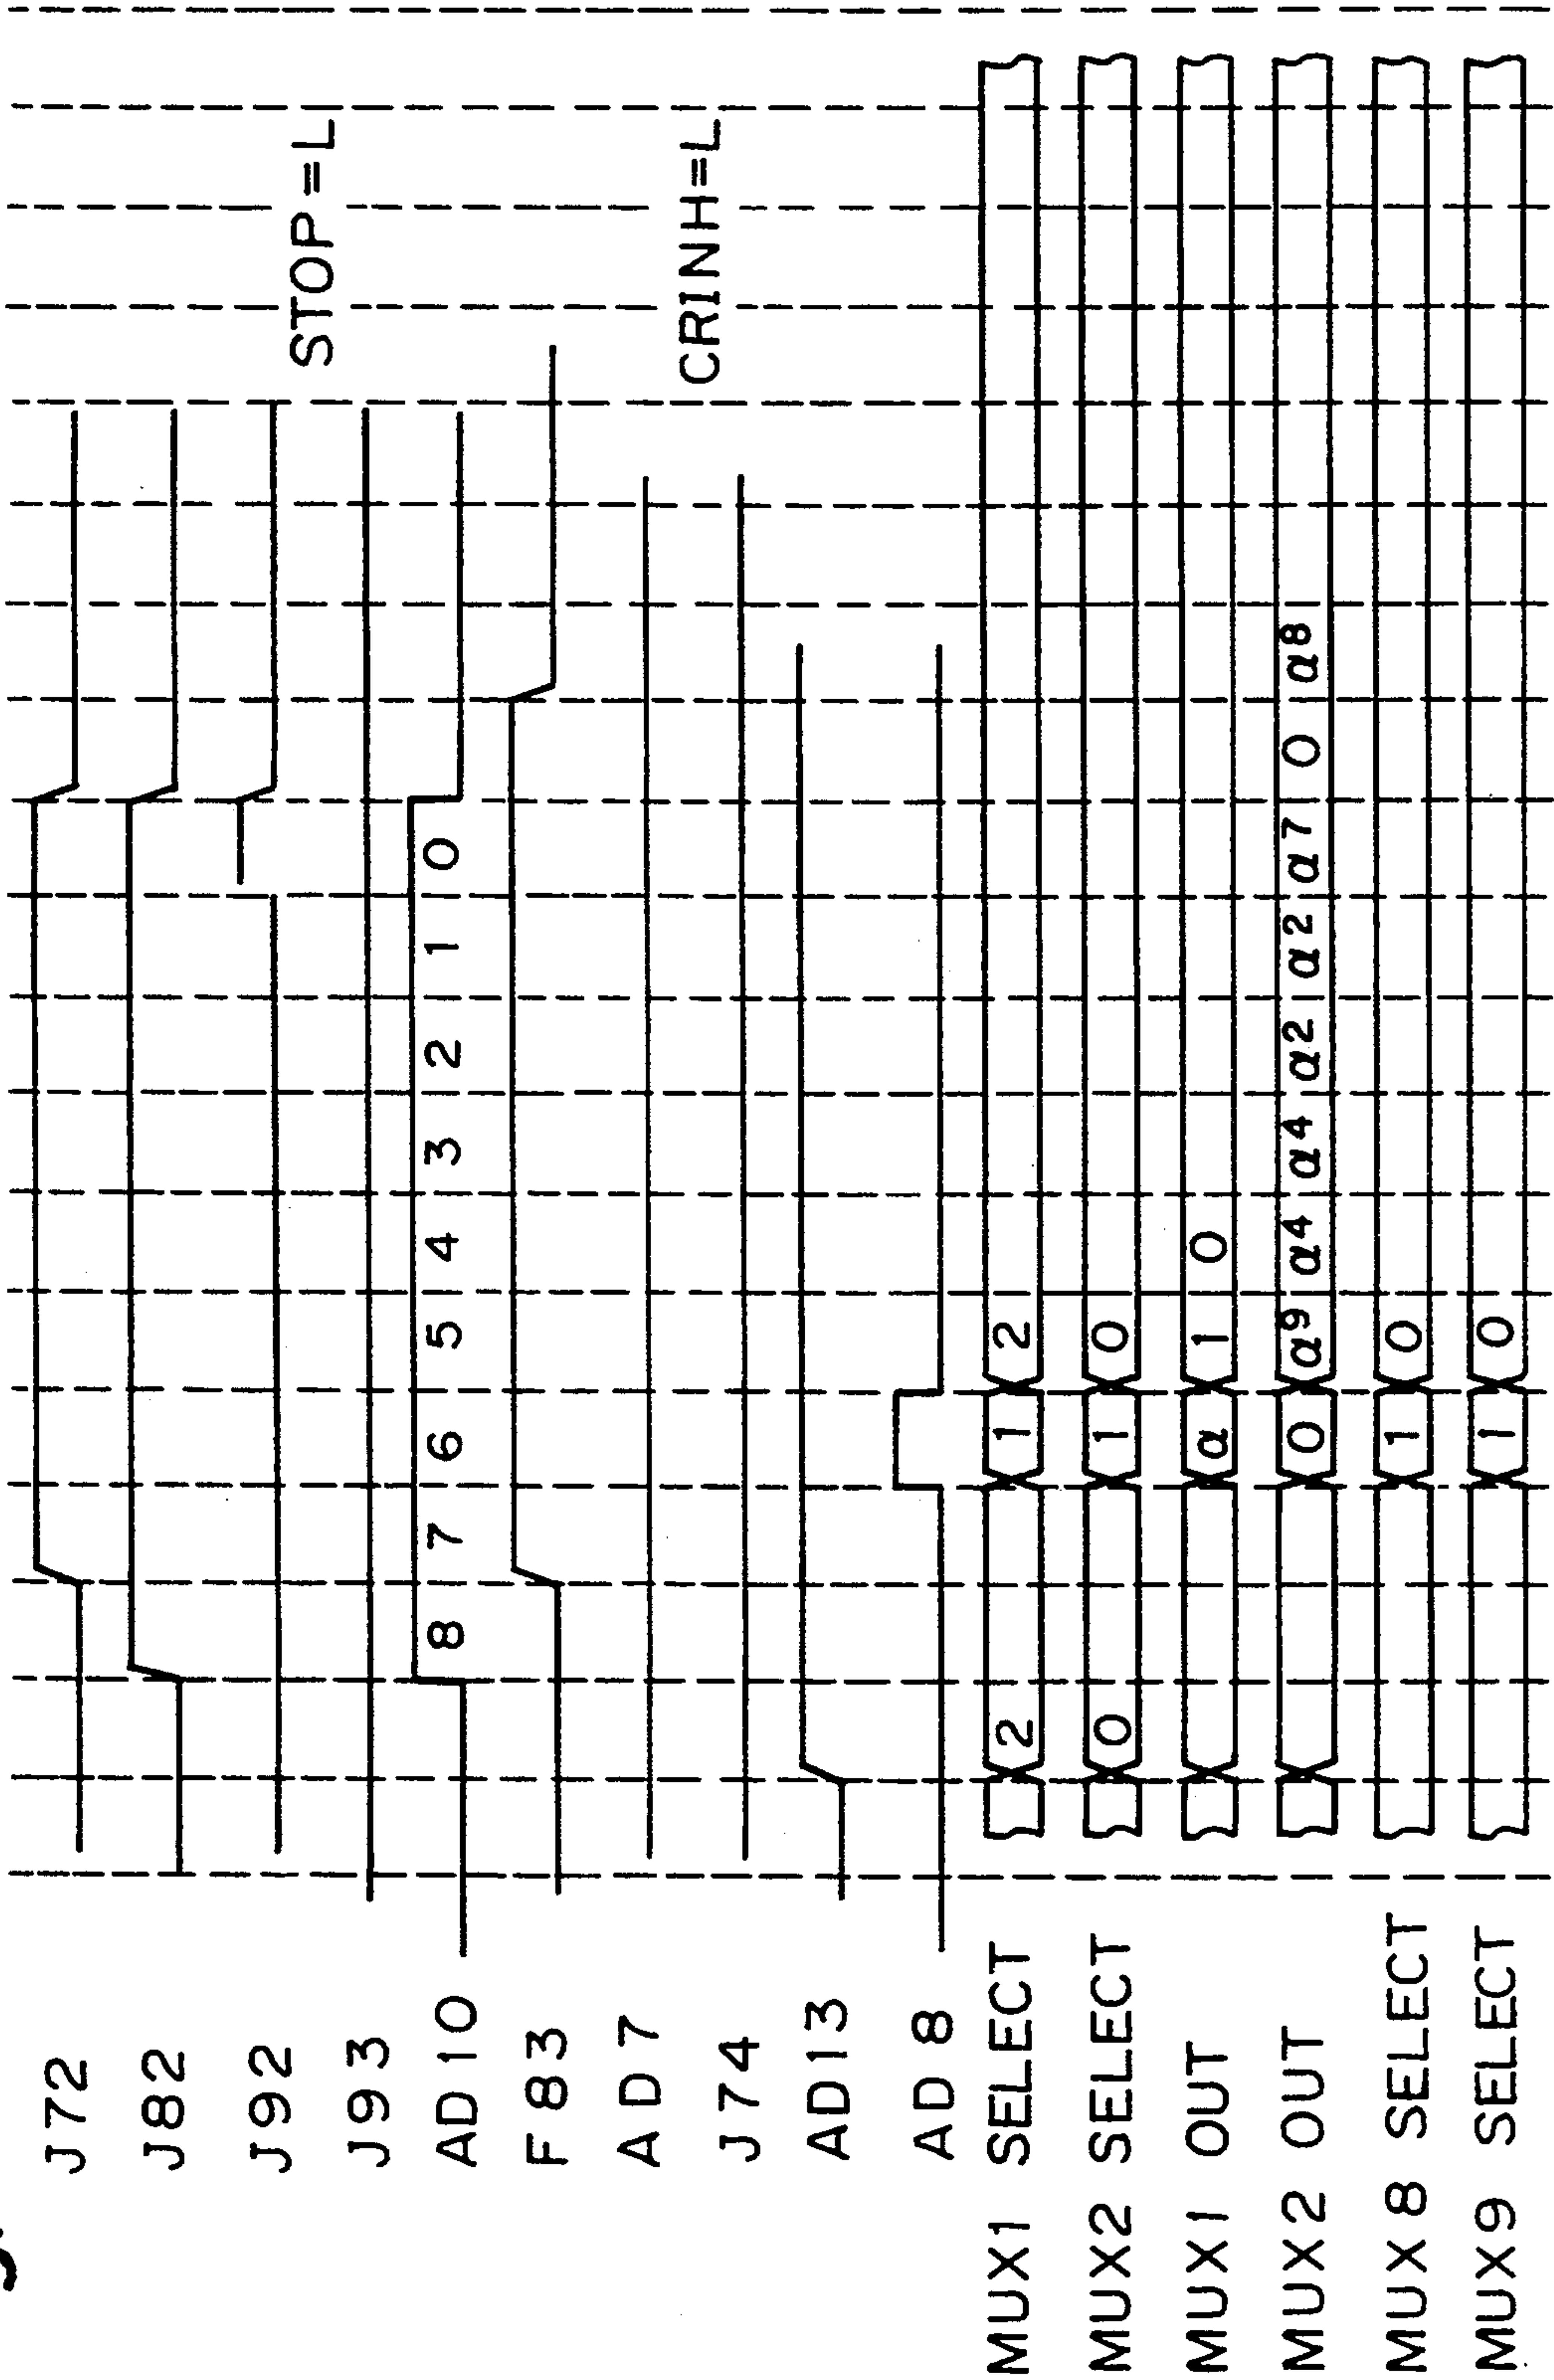 J72
J82
J92
STOP=L
J93
AD10 8 7 6 5 4 3 2 1 0
F83
AD7
CRINH=L
J74
AD13
AD8
MUX1 SELECT 2 1 2
MUX2 SELECT 0 1 0
MUX1 OUT α 1 0
MUX2 OUT 0 α⁹ α⁴ α⁴ α² α² α⁷ 0 α⁸
MUX8 SELECT 1 0
MUX9 SELECT 1 0